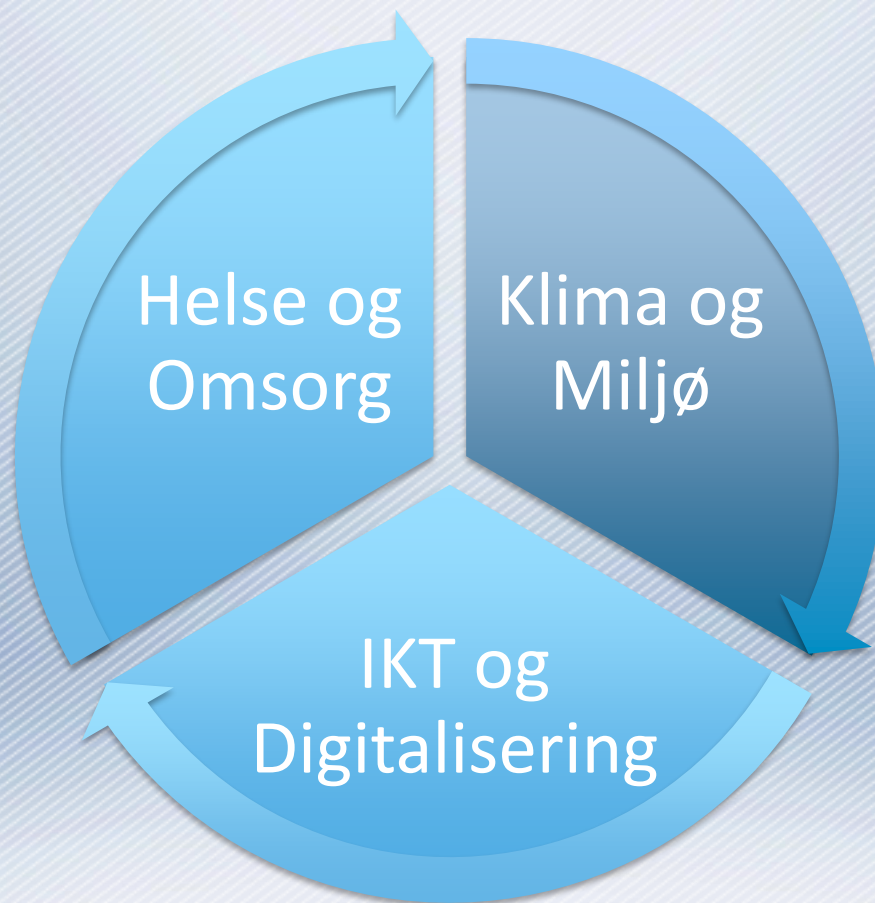 Helse og
Omsorg
Klima og
Miljø
IKT og
Digitalisering